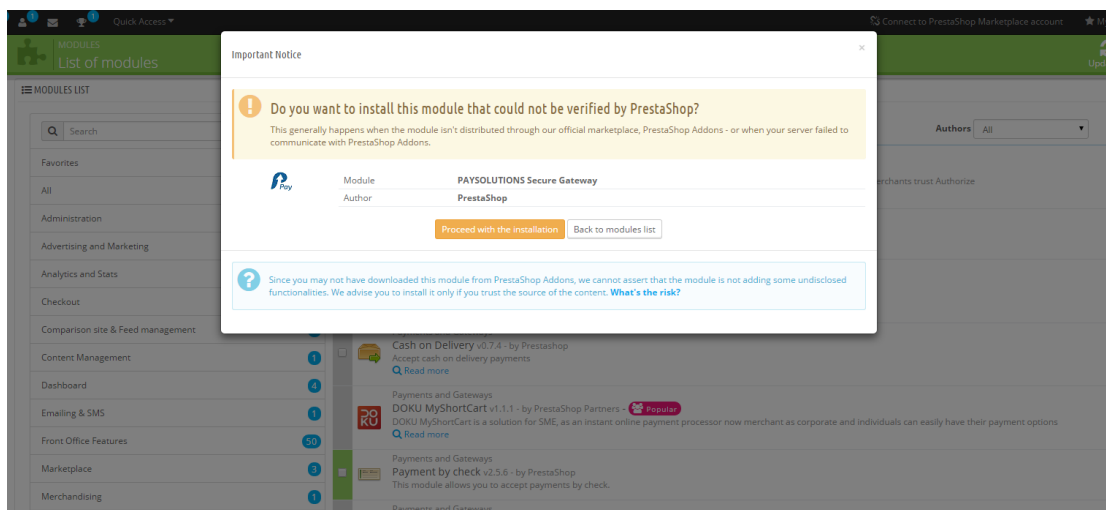 1
1
Quick Access
Connect to PrestaShop Marketplace account
MODULES
List of modules
MODULES LIST
Search
Favorites
All
Administration
Advertising and Marketing
Analytics and Stats
Checkout
Comparison site & Feed management
Content Management
1
Dashboard
4
Emailing & SMS
1
Front Office Features
50
Marketplace
3
Merchandising
1
Authors
All
erchants trust Authorize
Important Notice
×
Do you want to install this module that could not be verified by PrestaShop?
This generally happens when the module isn't distributed through our official marketplace, PrestaShop Addons - or when your server failed to
communicate with PrestaShop Addons.
Pay
Module PAYSOLUTIONS Secure Gateway
Author PrestaShop
Proceed with the installation
Back to modules list
Since you may not have downloaded this module from PrestaShop Addons, we cannot assert that the module is not adding some undisclosed
functionalities. We advise you to install it only if you trust the source of the content. What's the risk?
Cash on Delivery v0.7.4 - by Prestashop
Accept cash on delivery payments
Read more
Payments and Gateways
DOKU MyShortCart v1.1.1 - by PrestaShop Partners - Popular
DOKU MyShortCart is a solution for SME, as an instant online payment processor now merchant as corporate and individuals can easily have their payment options
Read more
Payments and Gateways
Payment by check v2.5.6 - by PrestaShop
This module allows you to accept payments by check.
Payments and Gateways